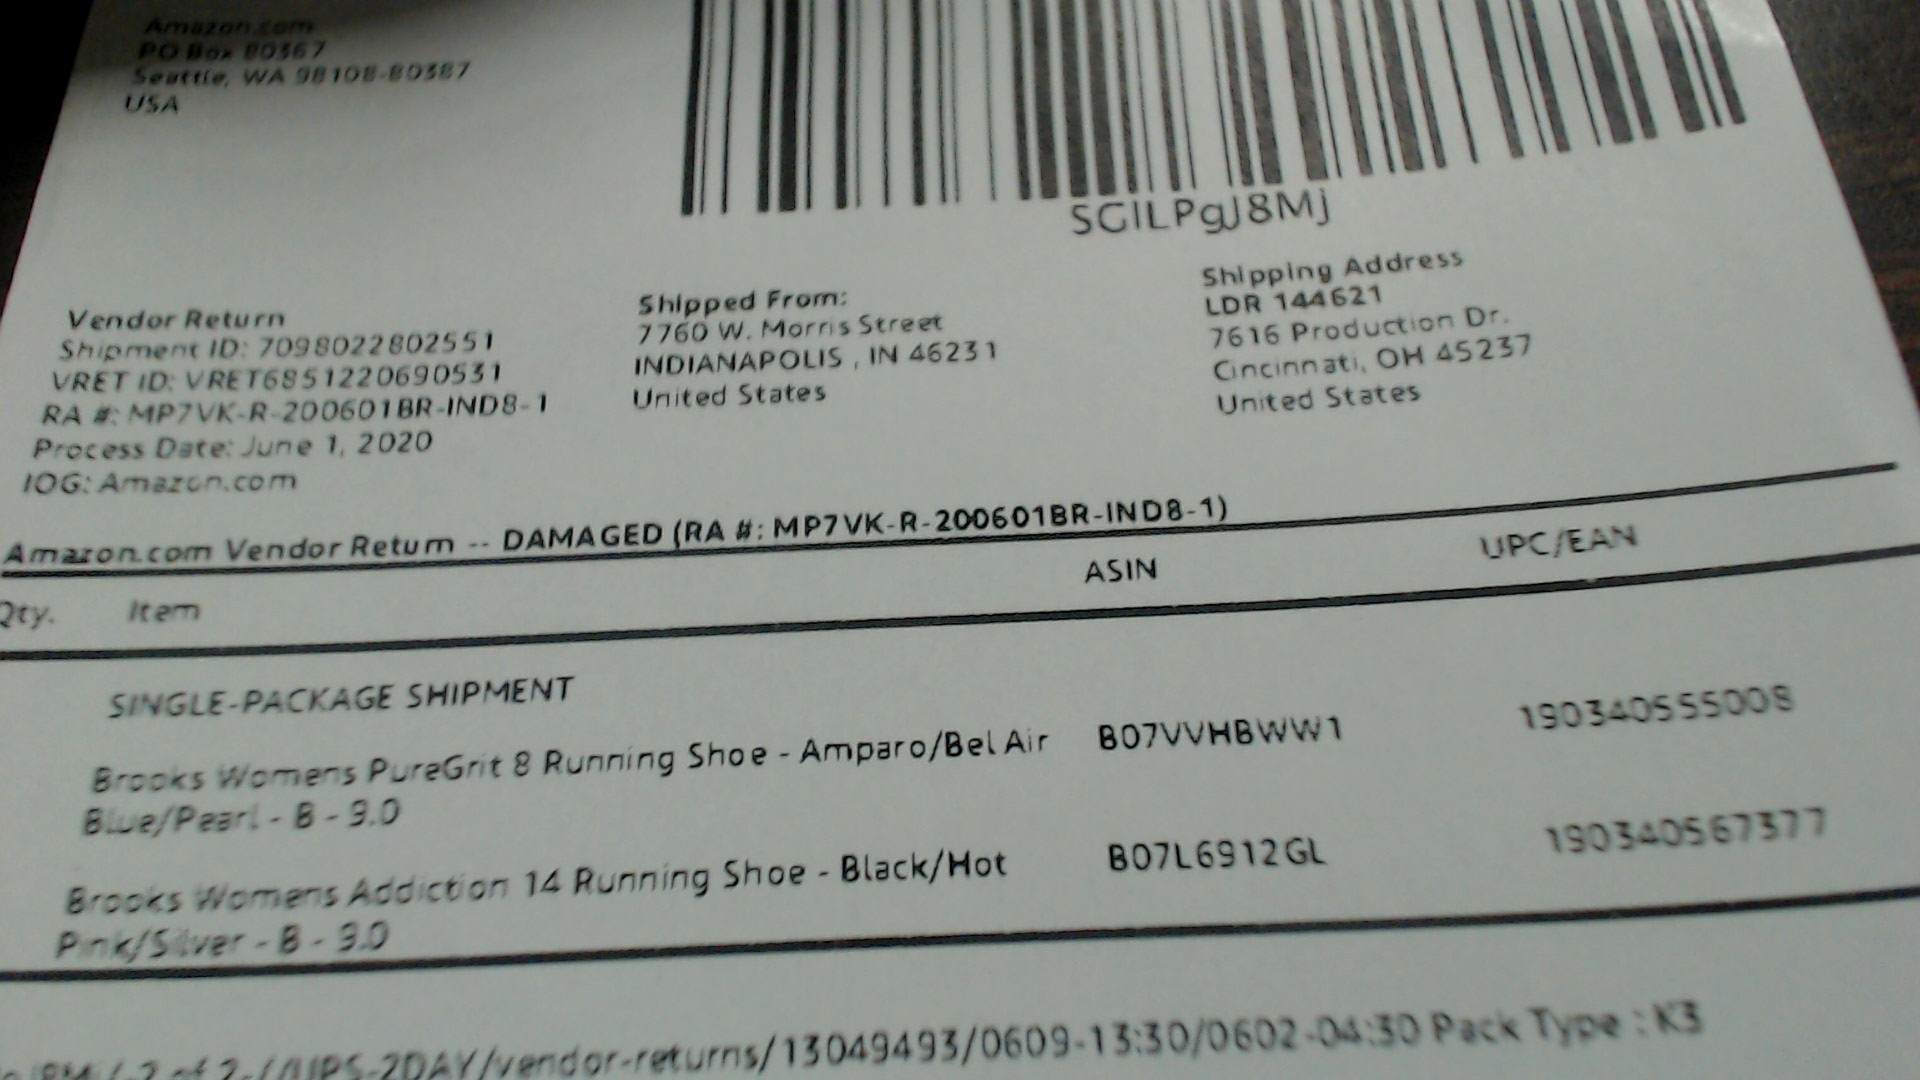 Amazon.com
PO Box 80387
Seattle, WA 98108-80387
USA
SGILPgJ8Mj
Vendor Return
Shipment ID: 7098022802551
VRET ID: VRET6851220690531
RA #: MP7VK-R-200601BR-IND8-1
Process Date: June 1, 2020
IOG: Amazon.com
Shipped From:
7760 W. Morris Street
INDIANAPOLIS , IN 46231
United States
Shipping Address
LDR 144621
7616 Production Dr.
Cincinnati, OH 45237
United States
Amazon.com Vendor Return -- DAMAGED (RA #: MP7VK-R-200601BR-IND8-1)
Qty. Item ASIN UPC/EAN
SINGLE-PACKAGE SHIPMENT
Brooks Womens PureGrit 8 Running Shoe - Amparo/Bel Air B07VVHBWW1 190340555008
Blue/Pearl - B - 9.0
Brooks Womens Addiction 14 Running Shoe - Black/Hot B07L6912GL 190340567377
Pink/Silver - B - 9.0
2 of 2 UPS-2DAY/vendor-returns/13049493/0609-13:30/0602-04:30 Pack Type : K3